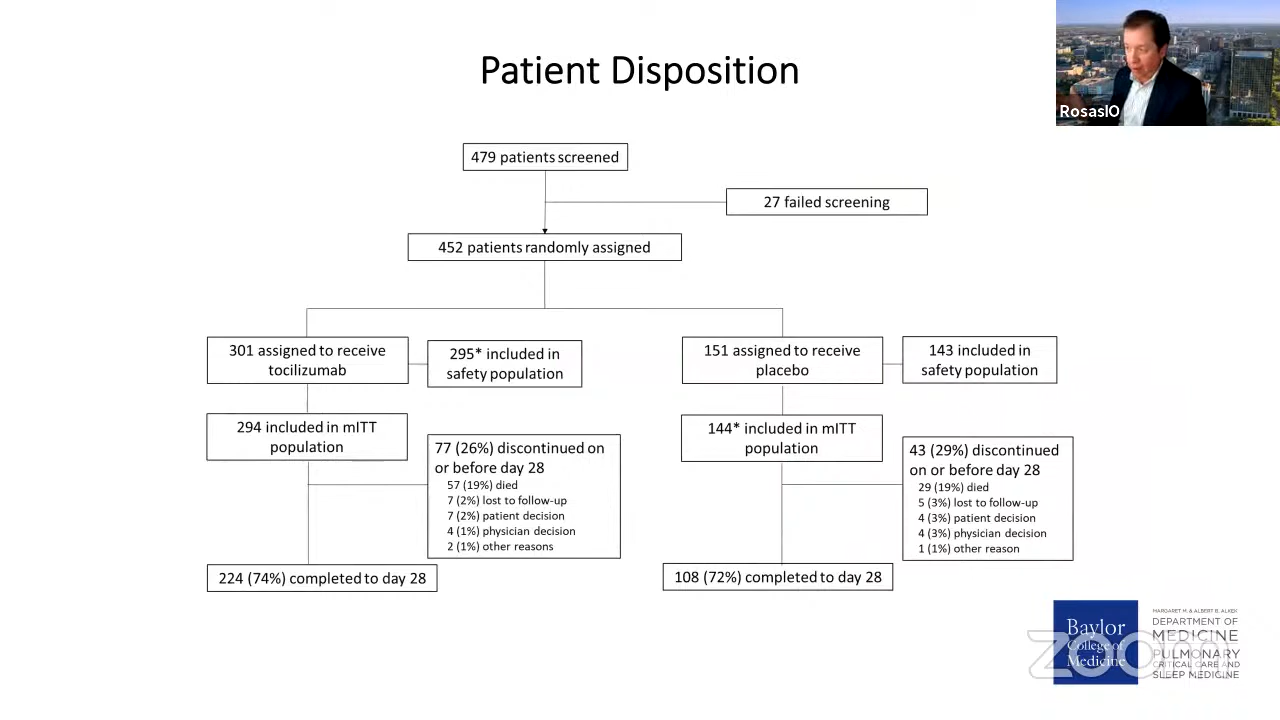 Patient Disposition
RosasIO
479 patients screened
27 failed screening
452 patients randomly assigned
301 assigned to receive
tocilizumab
295* included in
safety population
151 assigned to receive
placebo
143 included in
safety population
294 included in mITT
population
77 (26%) discontinued on
or before day 28
57 (19%) died
7 (2%) lost to follow-up
7 (2%) patient decision
4 (1%) physician decision
2 (1%) other reasons
144* included in mITT
population
43 (29%) discontinued
on or before day 28
29 (19%) died
5 (3%) lost to follow-up
4 (3%) patient decision
4 (3%) physician decision
1 (1%) other reason
224 (74%) completed to day 28
108 (72%) completed to day 28
Baylor
College of
Medicine
MARGARET M. & ALBERT B. ALKEK
DEPARTMENT OF
MEDICINE
PULMONARY
CRITICAL CARE AND
SLEEP MEDICINE
zoom